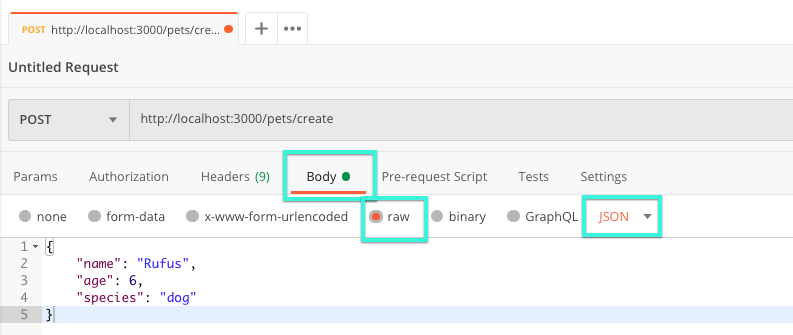 POST http://localhost:3000/pets/cre...
Untitled Request
POST http://localhost:3000/pets/create
Params Authorization Headers (9) Body Pre-request Script Tests Settings
none form-data x-www-form-urlencoded raw binary GraphQL JSON
1 {
2 "name": "Rufus",
3 "age": 6,
4 "species": "dog"
5 }